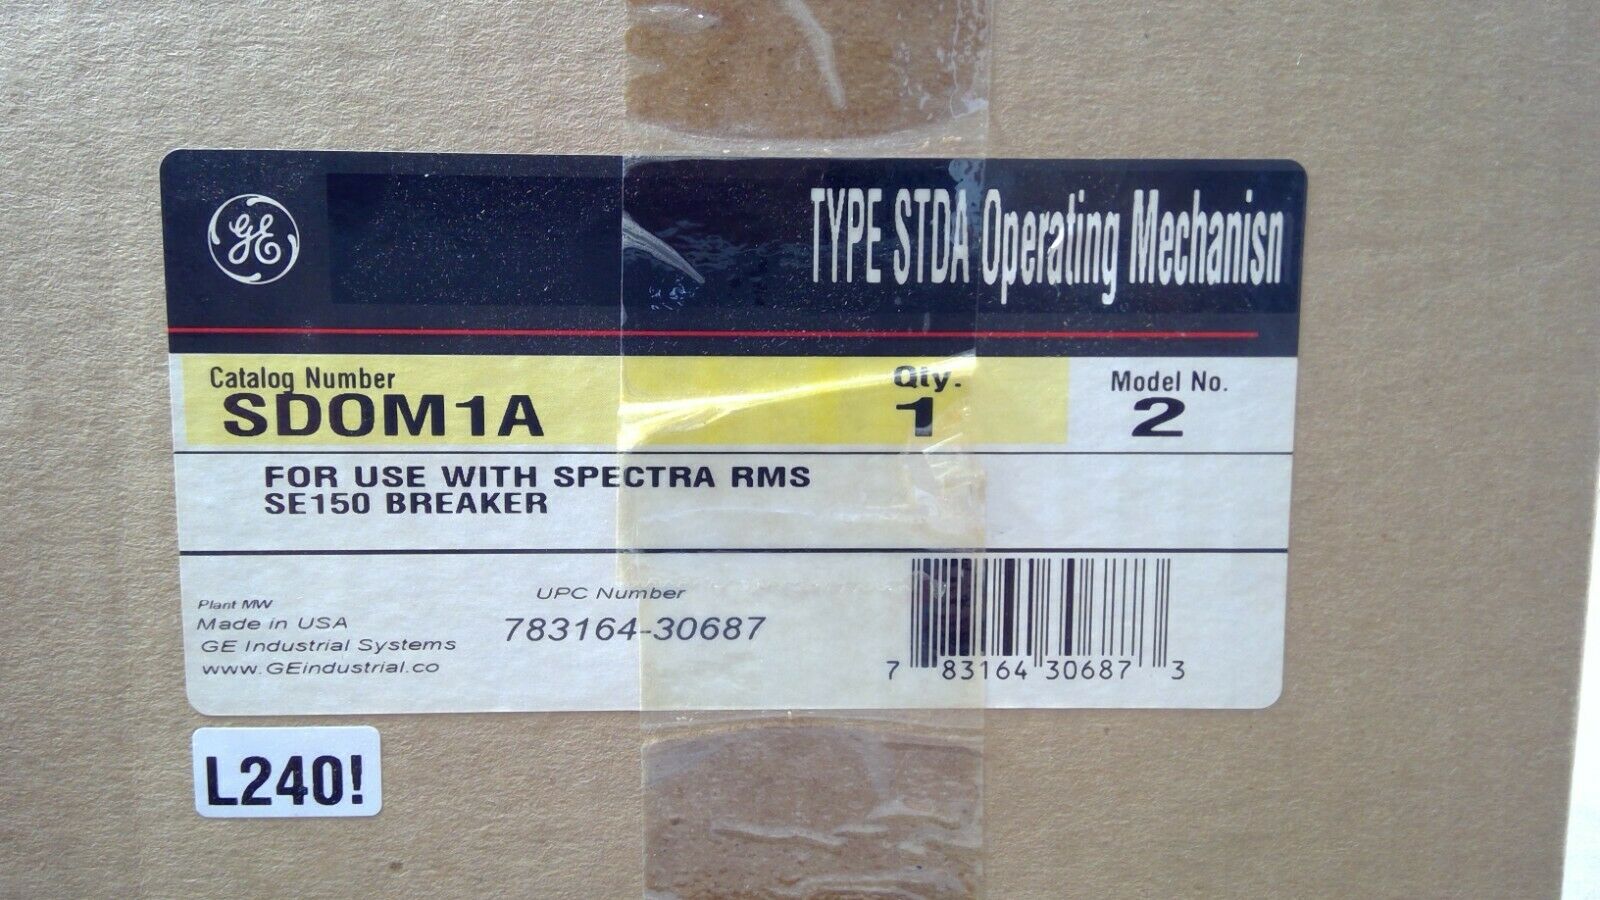 GE
TYPE STDA Operating Mechanisn
Catalog Number
SDOM1A
Qty.
1
Model No.
2
FOR USE WITH SPECTRA RMS
SE150 BREAKER
Plant MW
Made in USA
GE Industrial Systems
www.GEindustrial.co
UPC Number
783164-30687
7 83164 30687 3
L240!